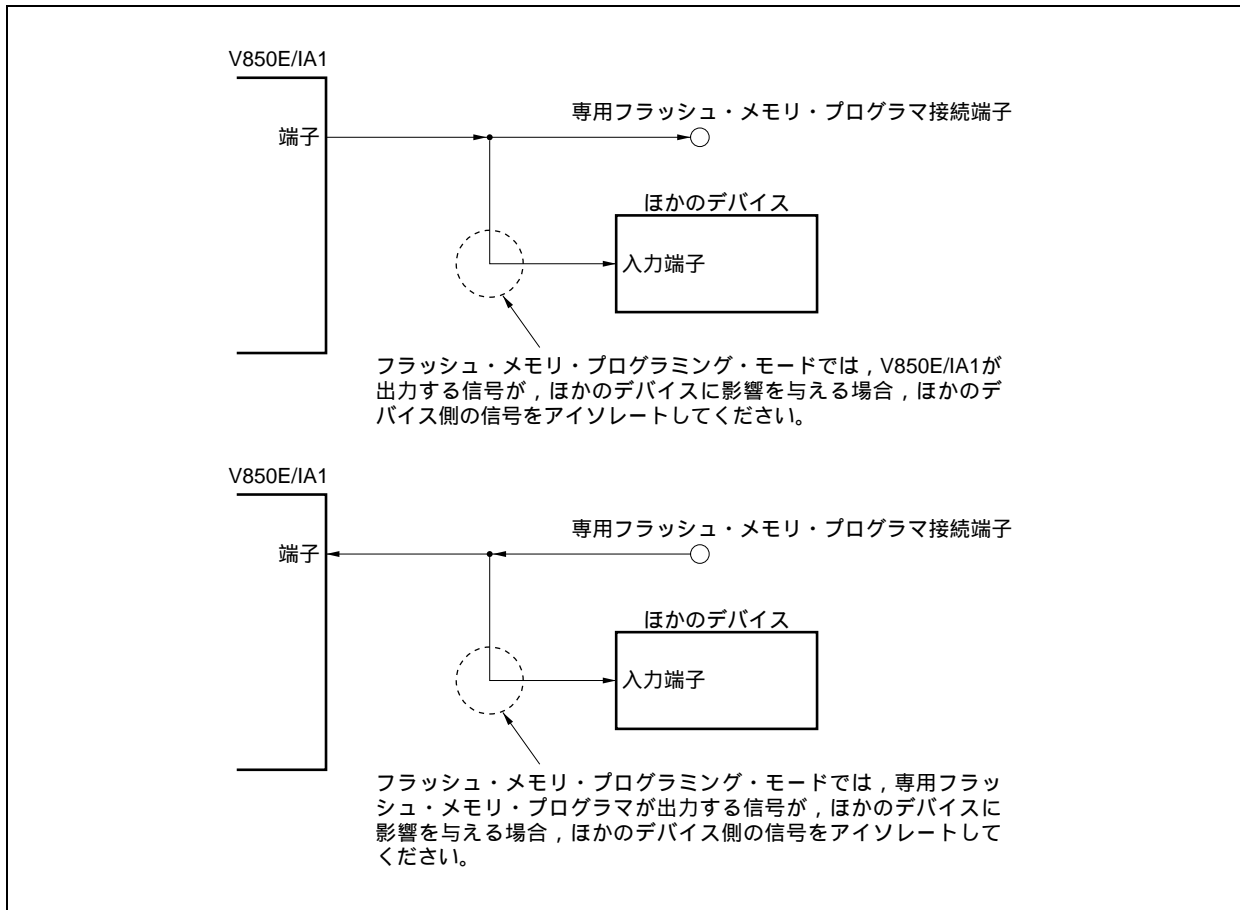 V850E/IA1
専用フラッシュ・メモリ・プログラマ接続端子
端子
ほかのデバイス
入力端子
フラッシュ・メモリ・プログラミング・モードでは，V850E/IA1が
出力する信号が，ほかのデバイスに影響を与える場合，ほかのデ
バイス側の信号をアイソレートしてください。
V850E/IA1
専用フラッシュ・メモリ・プログラマ接続端子
端子
ほかのデバイス
入力端子
フラッシュ・メモリ・プログラミング・モードでは，専用フラッ
シュ・メモリ・プログラマが出力する信号が，ほかのデバイスに
影響を与える場合，ほかのデバイス側の信号をアイソレートして
ください。